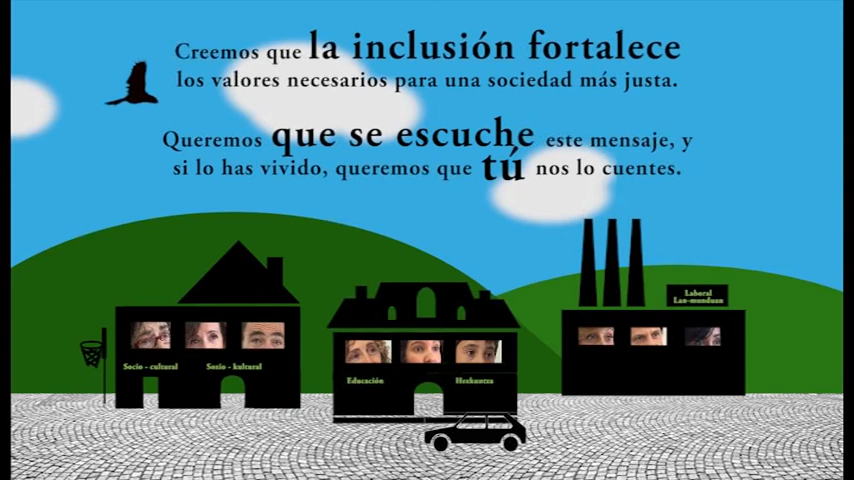 Creemos que la inclusión fortalece
los valores necesarios para una sociedad más justa.
Queremos que se escuche este mensaje, y
si lo has vivido, queremos que tú nos lo cuentes.
Laboral
Lan-munduan
Socio - cultural
Sozio - kultural
Educación
Hezkuntza